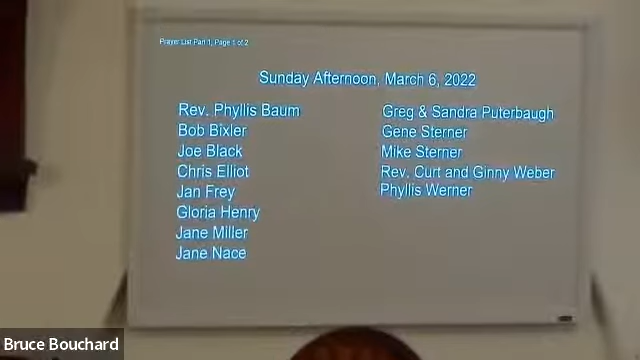 Prayer List Part 1, Page 1 of 2
Sunday Afternoon, March 6, 2022
Rev. Phyllis Baum
Bob Bixler
Joe Black
Chris Elliot
Jan Frey
Gloria Henry
Jane Miller
Jane Nace
Greg & Sandra Puterbaugh
Gene Sterner
Mike Sterner
Rev. Curt and Ginny Weber
Phyllis Werner
Bruce Bouchard